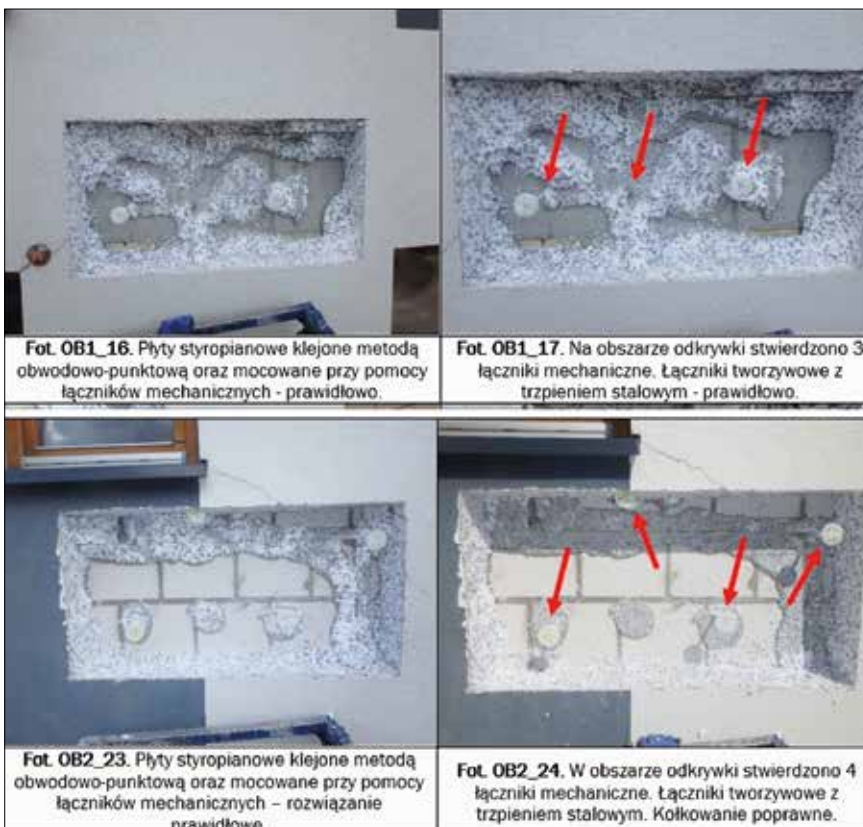 Fot. OB1_16. Płyty styropianowe klejone metodą
obwodowo-punktową oraz mocowane przy pomocy
łączników mechanicznych - prawidłowo.
Fot. OB1_17. Na obszarze odkrywki stwierdzono 3
łączniki mechaniczne. Łączniki tworzywowe z
trzpieniem stalowym - prawidłowo.
Fot. OB2_23. Płyty styropianowe klejone metodą
obwodowo-punktową oraz mocowane przy pomocy
łączników mechanicznych – rozwiązanie
prawidłowe.
Fot. OB2_24. W obszarze odkrywki stwierdzono 4
łączniki mechaniczne. Łączniki tworzywowe z
trzpieniem stalowym. Kołkowanie poprawne.